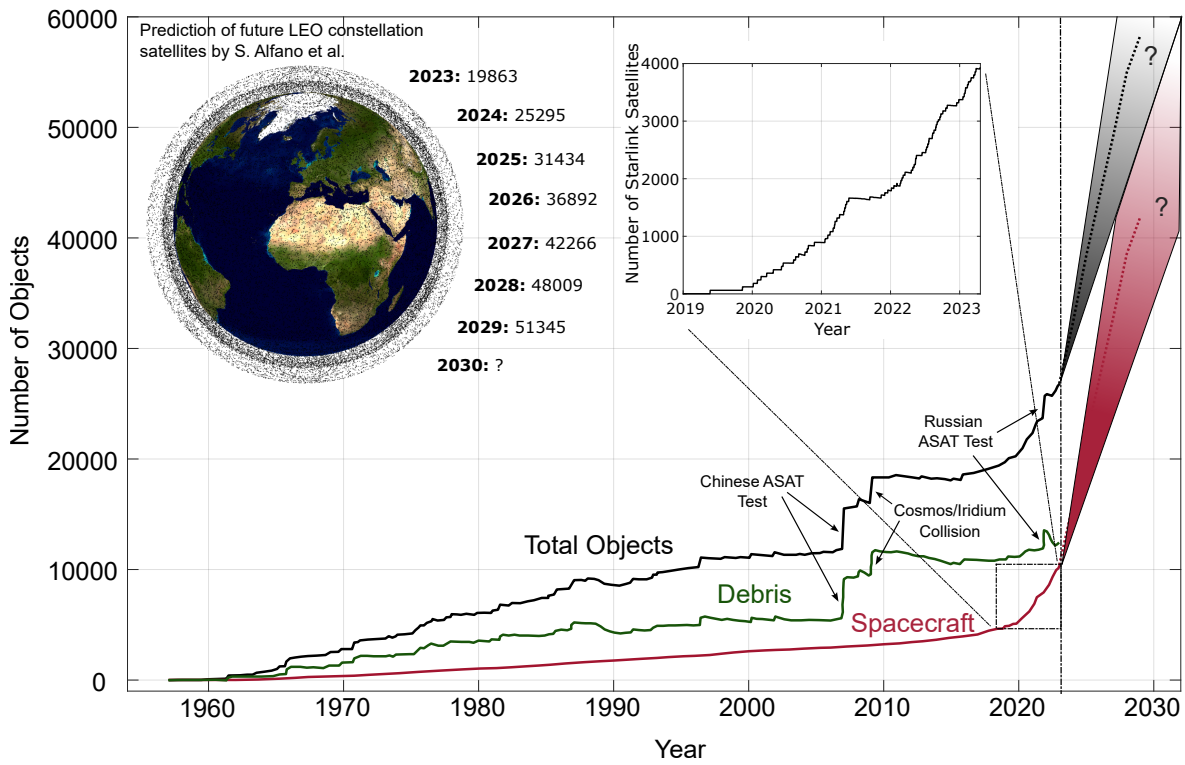 Prediction of future LEO constellation
satellites by S. Alfano et al.
2023: 19863
2024: 25295
2025: 31434
2026: 36892
2027: 42266
2028: 48009
2029: 51345
2030: ?
60000
50000
40000
30000
20000
10000
0
Number of Objects
1960
1970
1980
1990
2000
2010
2020
2030
Year
Number of Starlink Satellites
4000
3000
2000
1000
0
2019
2020
2021
2022
2023
Year
?
?
Russian
ASAT Test
Chinese ASAT
Test
Cosmos/Iridium
Collision
Total Objects
Debris
Spacecraft